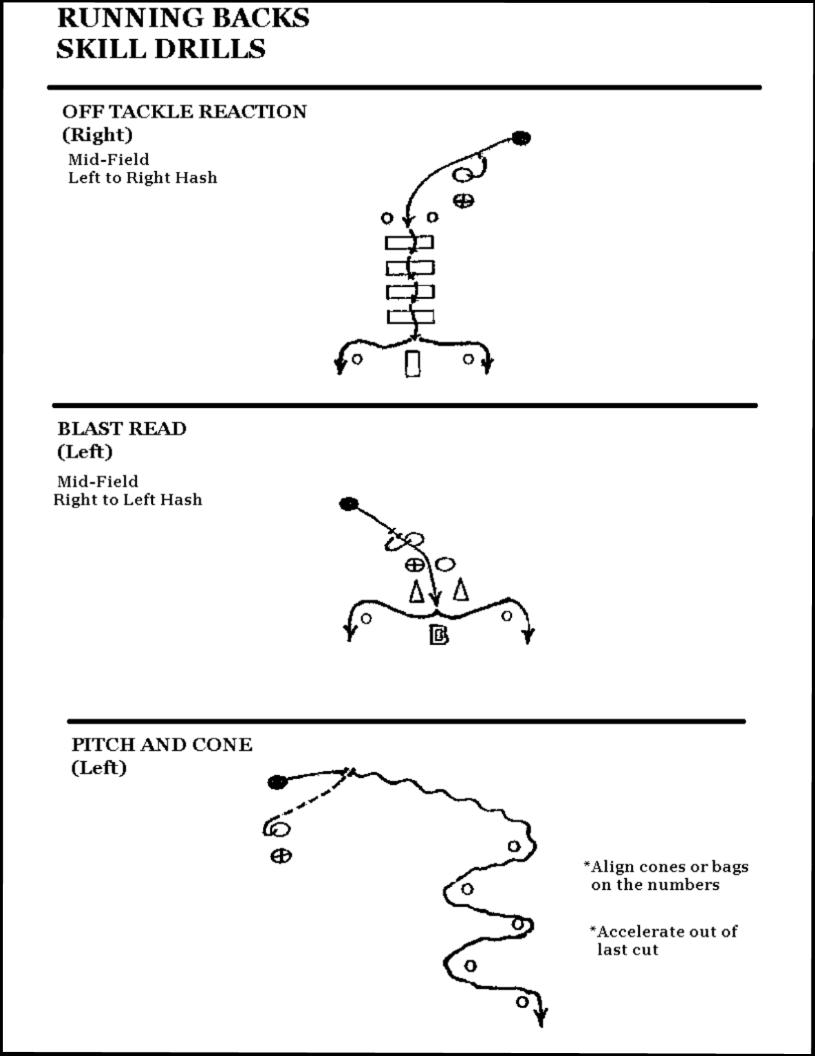 RUNNING BACKS
SKILL DRILLS
OFF TACKLE REACTION
(Right)
Mid-Field
Left to Right Hash
BLAST READ
(Left)
Mid-Field
Right to Left Hash
B
PITCH AND CONE
(Left)
*Align cones or bags
on the numbers
*Accelerate out of
last cut